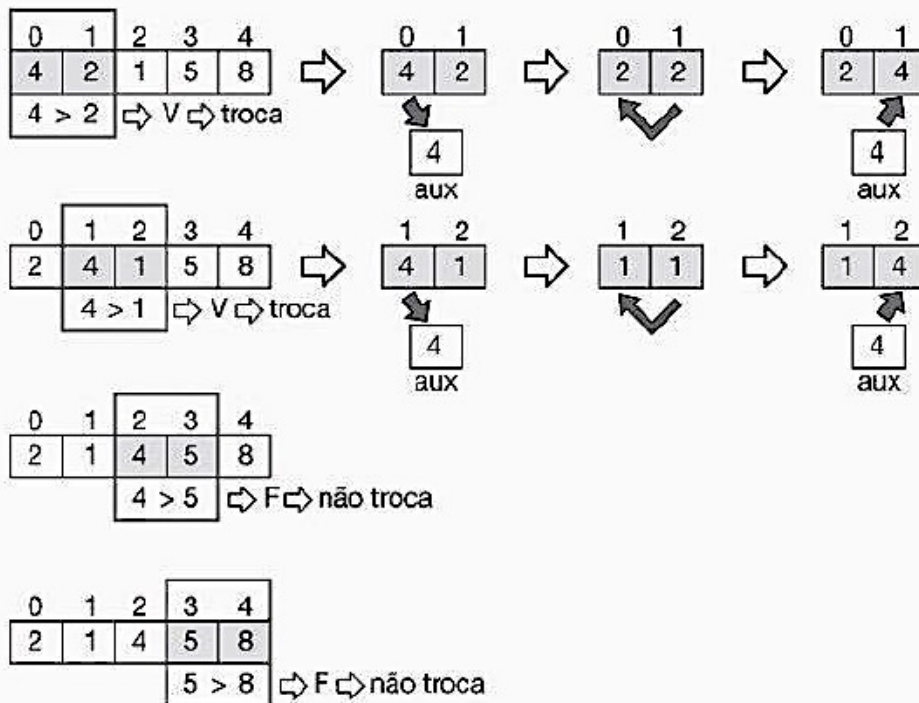 0 1 2 3 4 0 1 0 1 0 1
4 2 1 5 8 4 2 2 2 2 4
4 > 2 V troca
4 4
aux aux
0 1 2 3 4 1 2 1 2 1 2
2 4 1 5 8 4 1 1 1 1 4
4 > 1 V troca
4 4
aux aux
0 1 2 3 4
2 1 4 5 8
4 > 5 F não troca
0 1 2 3 4
2 1 4 5 8
5 > 8 F não troca